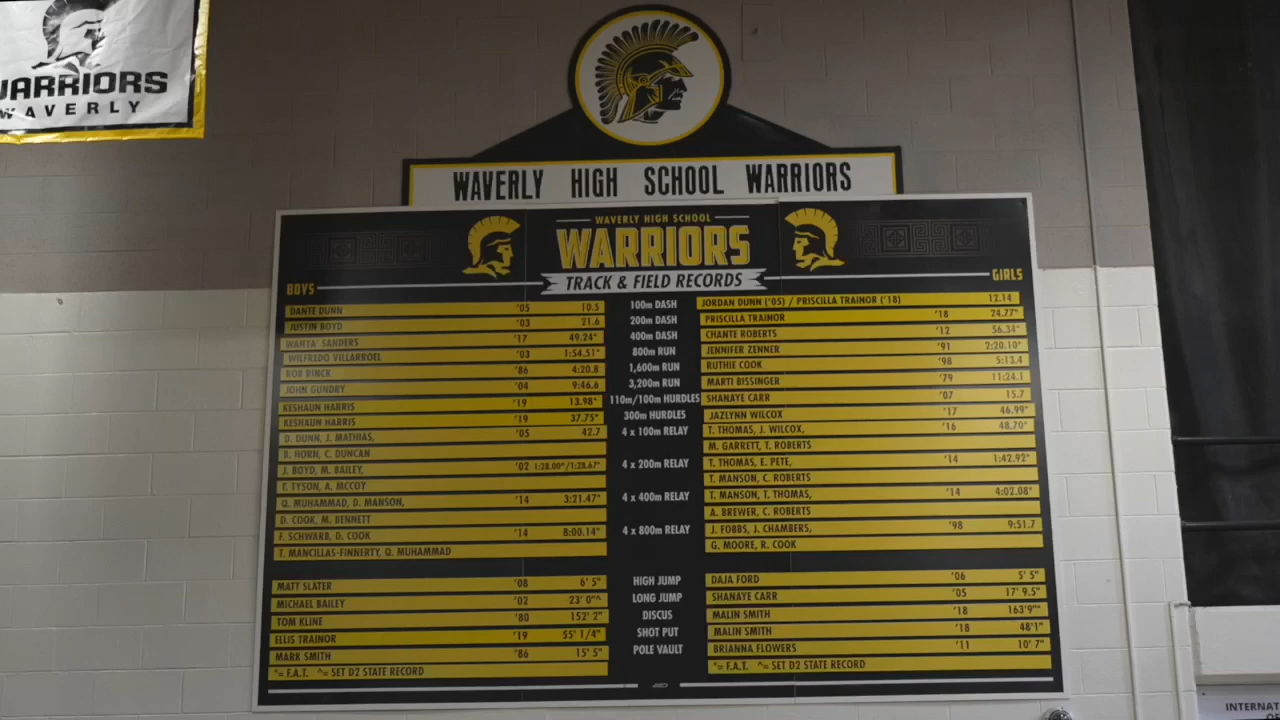 WARRIORS
WAVERLY
WAVERLY HIGH SCHOOL WARRIORS
WAVERLY HIGH SCHOOL
WARRIORS
TRACK & FIELD RECORDS
BOYS GIRLS
DANTE DUNN '05 10.5 100m DASH JORDAN DUNN ('05) / PRISCILLA TRAINOR ('18) 12.14
JUSTIN BOYD '03 21.6 200m DASH PRISCILLA TRAINOR '18 24.77*
WANYA' SANDERS '17 49.24* 400m DASH CHANTE ROBERTS '12 56.34*
WILFREDO VILLARROEL '03 1:54.51* 800m RUN JENNIFER ZENNER '91 2:20.10*
ROB RINCK '86 4:20.8 1,600m RUN RUTHIE COOK '98 5:13.4
JOHN GUNDRY '04 9:46.6 3,200m RUN MARTI BISSINGER '79 11:24.1
KESHAUN HARRIS '19 13.98* 110m/100m HURDLES SHANAYE CARR '07 15.7
KESHAUN HARRIS '19 37.75* 300m HURDLES JAZLYNN WILCOX '17 46.99*
D. DUNN, J. MATHIAS, '05 42.7 4 x 100m RELAY T. THOMAS, J. WILCOX, '16 48.70*
B. HORN, C. DUNCAN M. GARRETT, T. ROBERTS
J. BOYD, M. BAILEY, '02 1:28.00*/1:28.67* 4 x 200m RELAY T. THOMAS, E. PETE, '14 1:42.92*
T. TYSON, A. MCCOY T. MANSON, C. ROBERTS
Q. MUHAMMAD, D. MANSON, '14 3:21.47* 4 x 400m RELAY T. MANSON, T. THOMAS, '14 4:02.08*
D. COOK, M. BENNETT A. BREWER, C. ROBERTS
F. SCHWARB, D. COOK '14 8:00.14* 4 x 800m RELAY J. FOBBS, J. CHAMBERS, '98 9:51.7
T. MANCILLAS-FINNERTY, Q. MUHAMMAD G. MOORE, R. COOK
MATT SLATER '08 6' 5" HIGH JUMP DAJA FORD '06 5' 5"
MICHAEL BAILEY '02 23' 0"^ LONG JUMP SHANAYE CARR '05 17' 9.5"
TOM KLINE '80 152' 2" DISCUS MALIN SMITH '18 163'9"^
ELLIS TRAINOR '19 55' 1/4" SHOT PUT MALIN SMITH '18 48'1"
MARK SMITH '86 15' 5" POLE VAULT BRIANNA FLOWERS '11 10' 7"
*= F.A.T. ^= SET D2 STATE RECORD *= F.A.T. ^= SET D2 STATE RECORD